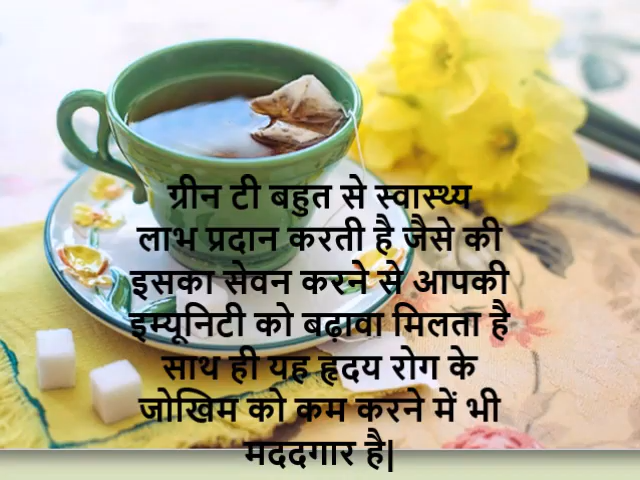 ग्रीन टी बहुत से स्वास्थ्य
लाभ प्रदान करती है जैसे की
इसका सेवन करने से आपकी
इम्यूनिटी को बढ़ावा मिलता है
साथ ही यह हृदय रोग के
जोखिम को कम करने में भी
मददगार है|